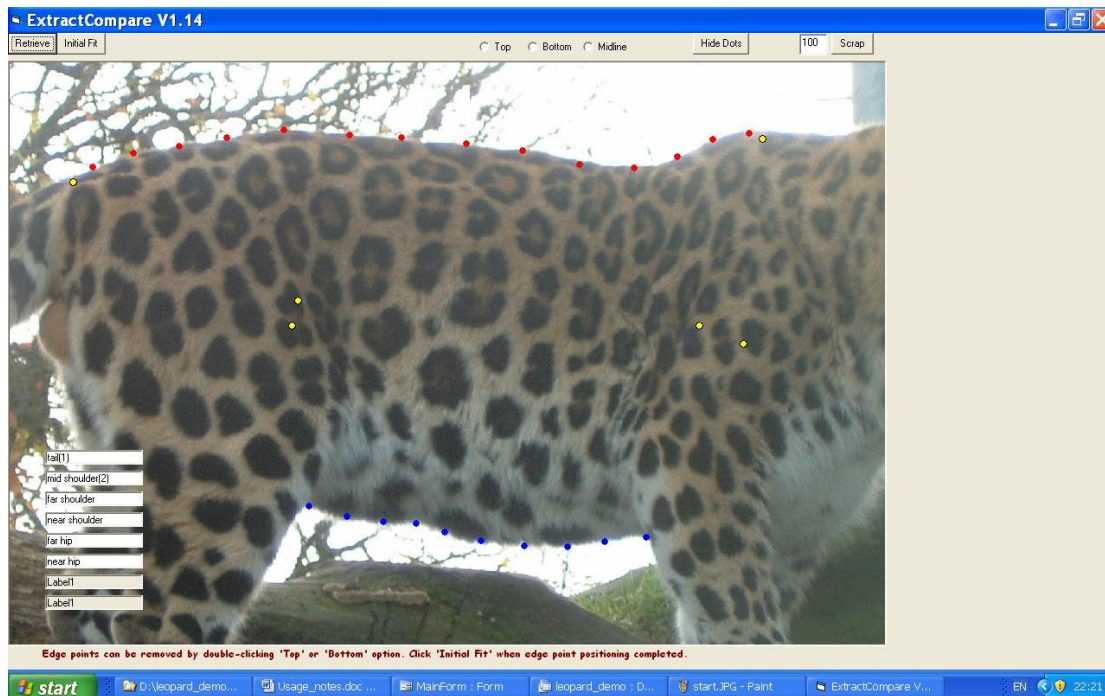 ExtractCompare V1.14
Retrieve Initial Fit Top Bottom Midline Hide Dots 100 Scrap
tail(1)
mid shoulder(2)
far shoulder
near shoulder
far hip
near hip
Label1
Label1
Edge points can be removed by double-clicking 'Top' or 'Bottom' option. Click 'Initial Fit' when edge point positioning completed.
start D:\leopard_demo... Usage_notes.doc ... MainForm : Form leopard_demo : D... start.JPG - Paint ExtractCompare V... EN 22:21